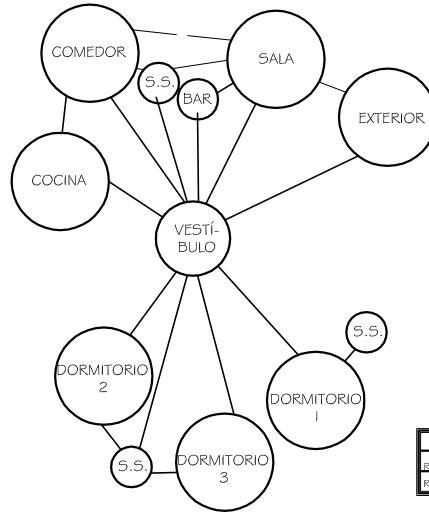 COMEDOR
SALA
S.S.
BAR
EXTERIOR
COCINA
VESTÍ-
BULO
S.S.
DORMITORIO
2
DORMITORIO
1
S.S.
DORMITORIO
3